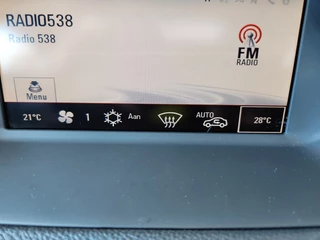 RADIO538
Radio 538
FM
RADIO
Menu
21°C 1 Aan AUTO 28°C